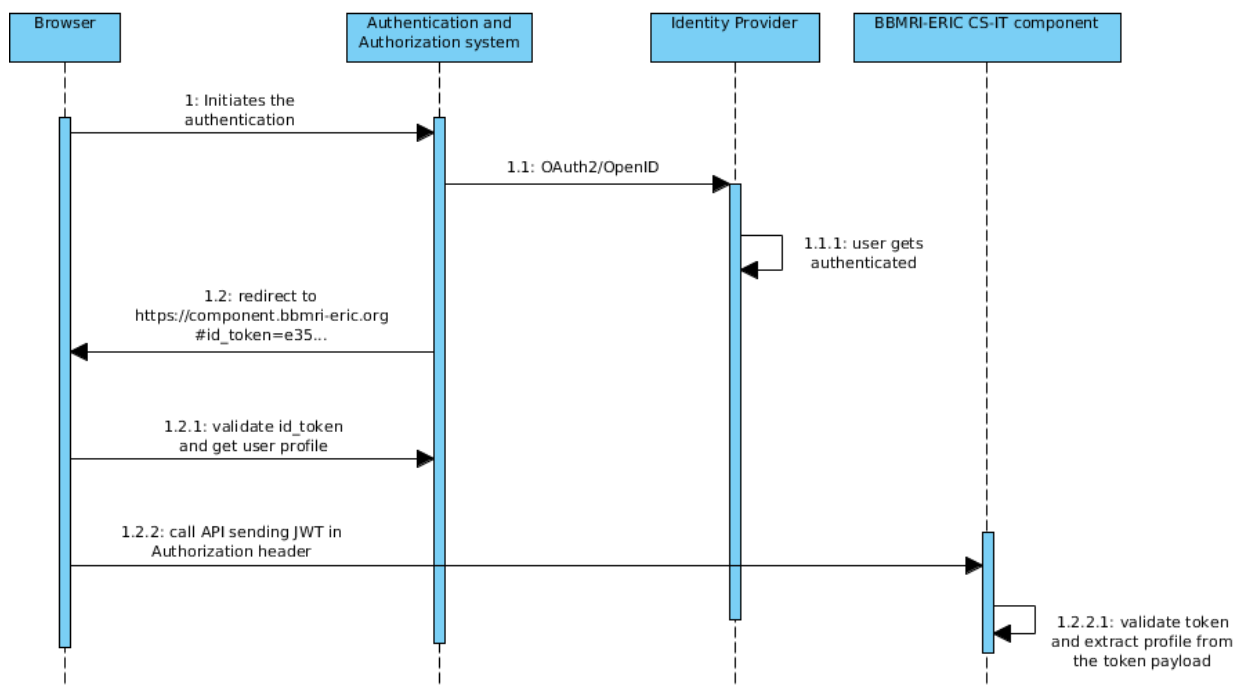 Browser
Authentication and
Authorization system
Identity Provider
BBMRI-ERIC CS-IT component
1: Initiates the
authentication
1.1: OAuth2/OpenID
1.1.1: user gets
authenticated
1.2: redirect to
https://component.bbmri-eric.org
#id_token=e35...
1.2.1: validate id_token
and get user profile
1.2.2: call API sending JWT in
Authorization header
1.2.2.1: validate token
and extract profile from
the token payload